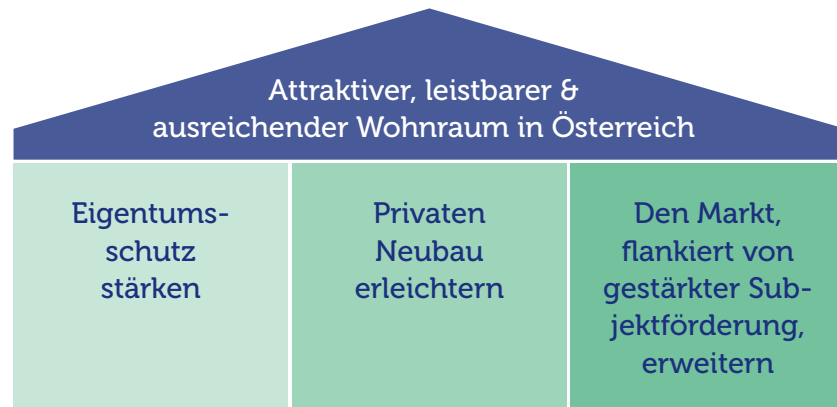 Attraktiver, leistbarer &
ausreichender Wohnraum in Österreich
Eigentums-
schutz
stärken
Privaten
Neubau
erleichtern
Den Markt,
flankiert von
gestärkter Sub-
jektförderung,
erweitern